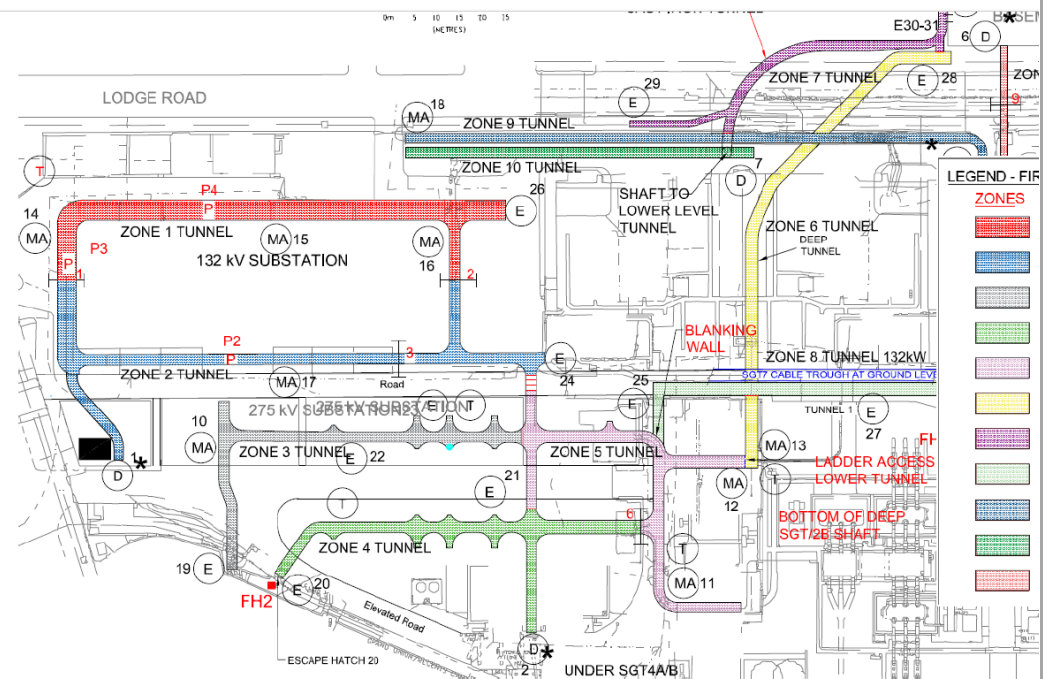 0m 5 10 15 20 25
(METRES)
E30-31
6 D
*
LODGE ROAD
ZONE 7 TUNNEL
E 28
29
E
ZON
9
18
MA
ZONE 9 TUNNEL
*
ZONE 10 TUNNEL
7
D
T
P4
P
26
E
SHAFT TO
LOWER LEVEL
TUNNEL
LEGEND - FIR
ZONES
14
MA
ZONE 1 TUNNEL
MA 15
MA
16
P3
P
132 kV SUBSTATION
1
2
ZONE 6 TUNNEL
DEEP
TUNNEL
P2
P
3
BLANKING
WALL
ZONE 2 TUNNEL
MA 17
Road
E
24
ZONE 8 TUNNEL 132kW
SGT7 CABLE TROUGH AT GROUND LEVE
25
E
TUNNEL 1
E
27
10
MA
275 kV SUBSTATION
275 kV SUBSTATION
E
T
ZONE 3 TUNNEL
E 22
ZONE 5 TUNNEL
MA 13
FH
1
D *
21
E
MA
12
T
LADDER ACCESS
LOWER TUNNEL
T
6
BOTTOM OF DEEP
SGT/2B SHAFT
ZONE 4 TUNNEL
T
19 E
E 20
FH2
MA 11
Elevated Road
ESCAPE HATCH 20
D *
2
UNDER SGT4A/B